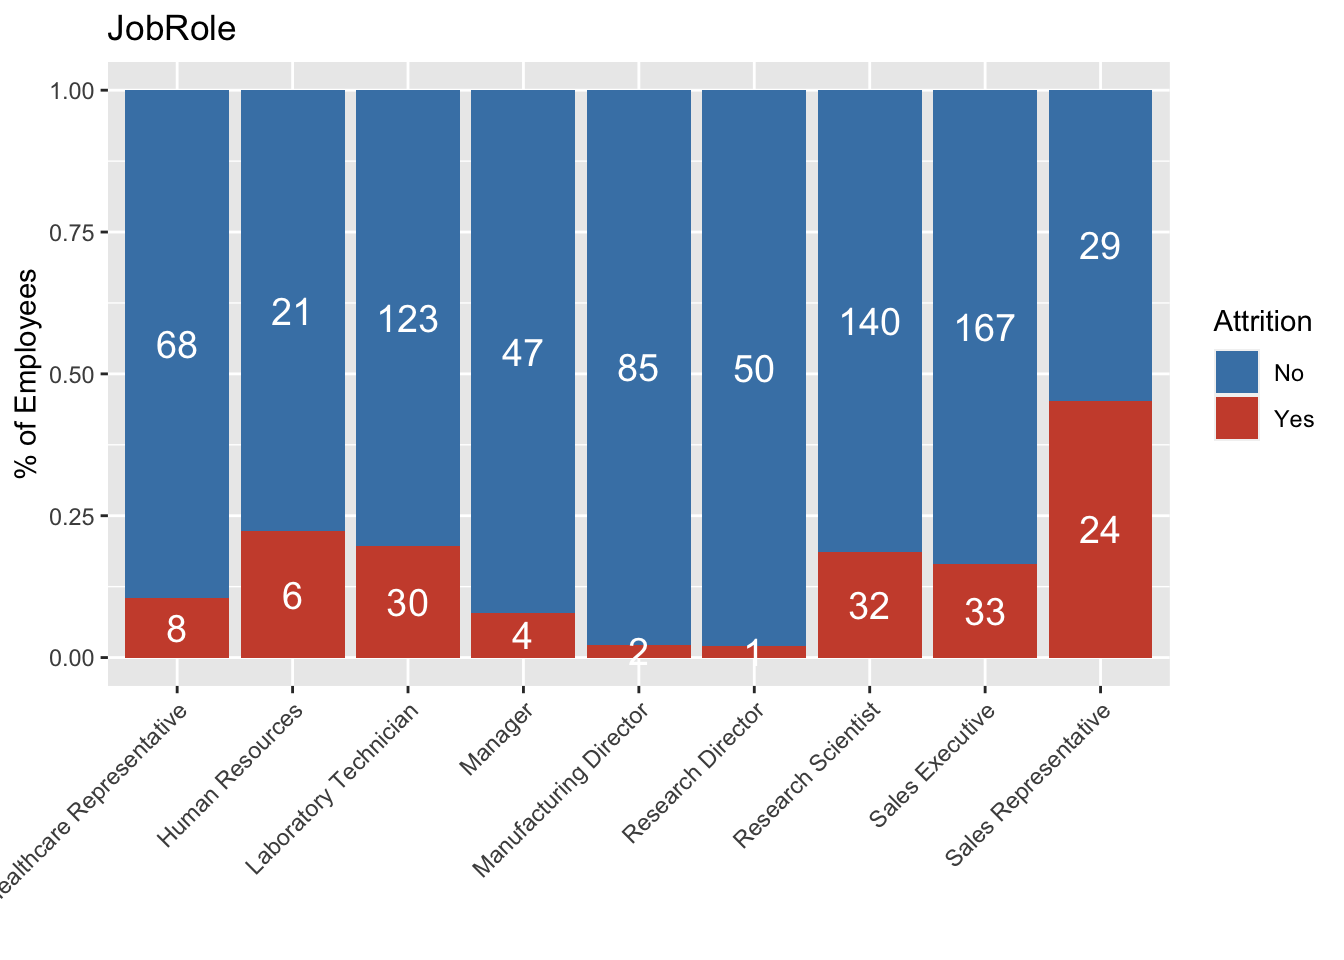 JobRole
% of Employees
1.00
0.75
0.50
0.25
0.00
68
21
123
47
85
50
140
167
29
8
6
30
4
2
1
32
33
24
Representative
Human Resources
Laboratory Technician
Manager
Manufacturing Director
Research Director
Research Scientist
Sales Executive
Sales Representative
Attrition
No
Yes